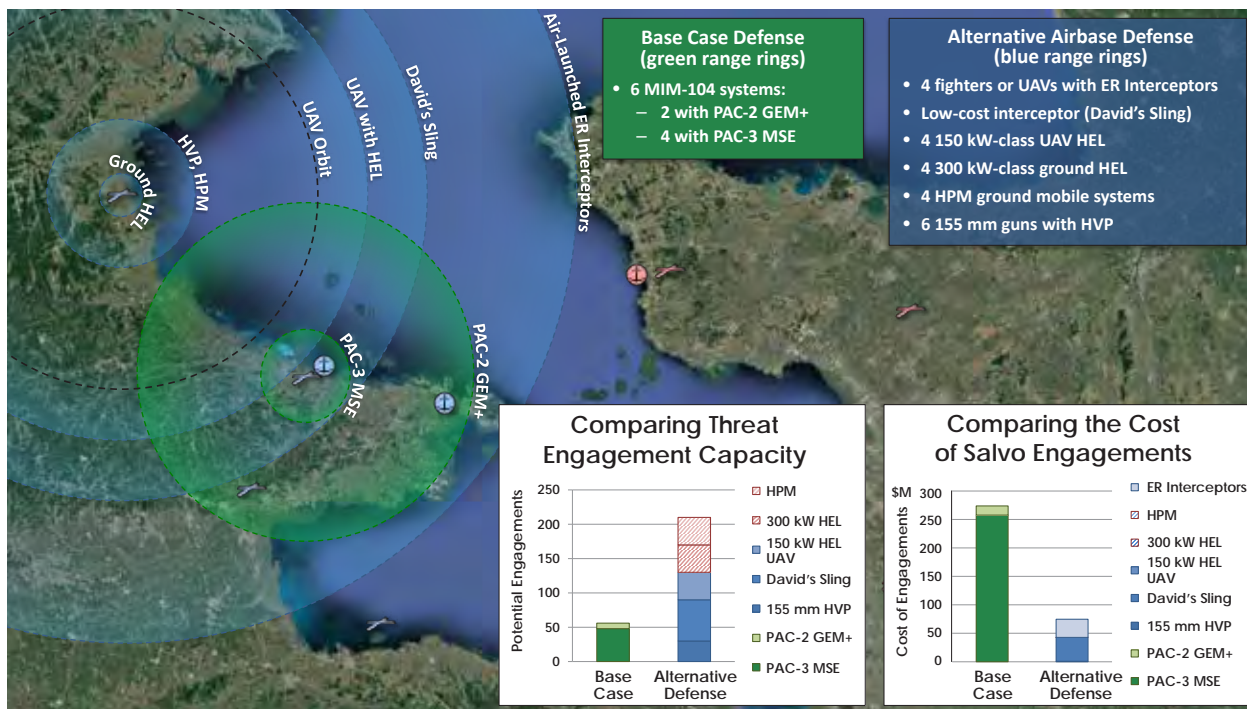 Ground HEL
HVP, HPM
UAV Orbit
UAV with HEL
David's Sling
Air-Launched ER Interceptors
PAC-3 MSE
PAC-2 GEM+
Base Case Defense
(green range rings)
• 6 MIM-104 systems:
– 2 with PAC-2 GEM+
– 4 with PAC-3 MSE
Alternative Airbase Defense
(blue range rings)
• 4 fighters or UAVs with ER Interceptors
• Low-cost interceptor (David's Sling)
• 4 150 kW-class UAV HEL
• 4 300 kW-class ground HEL
• 4 HPM ground mobile systems
• 6 155 mm guns with HVP
Comparing Threat
Engagement Capacity
Potential Engagements
250
200
150
100
50
0
Base
Case
Alternative
Defense
HPM
300 kW HEL
150 kW HEL
UAV
David's Sling
155 mm HVP
PAC-2 GEM+
PAC-3 MSE
Comparing the Cost
of Salvo Engagements
$M
Cost of Engagements
300
250
200
150
100
50
0
Base
Case
Alternative
Defense
ER Interceptors
HPM
300 kW HEL
150 kW HEL
UAV
David's Sling
155 mm HVP
PAC-2 GEM+
PAC-3 MSE